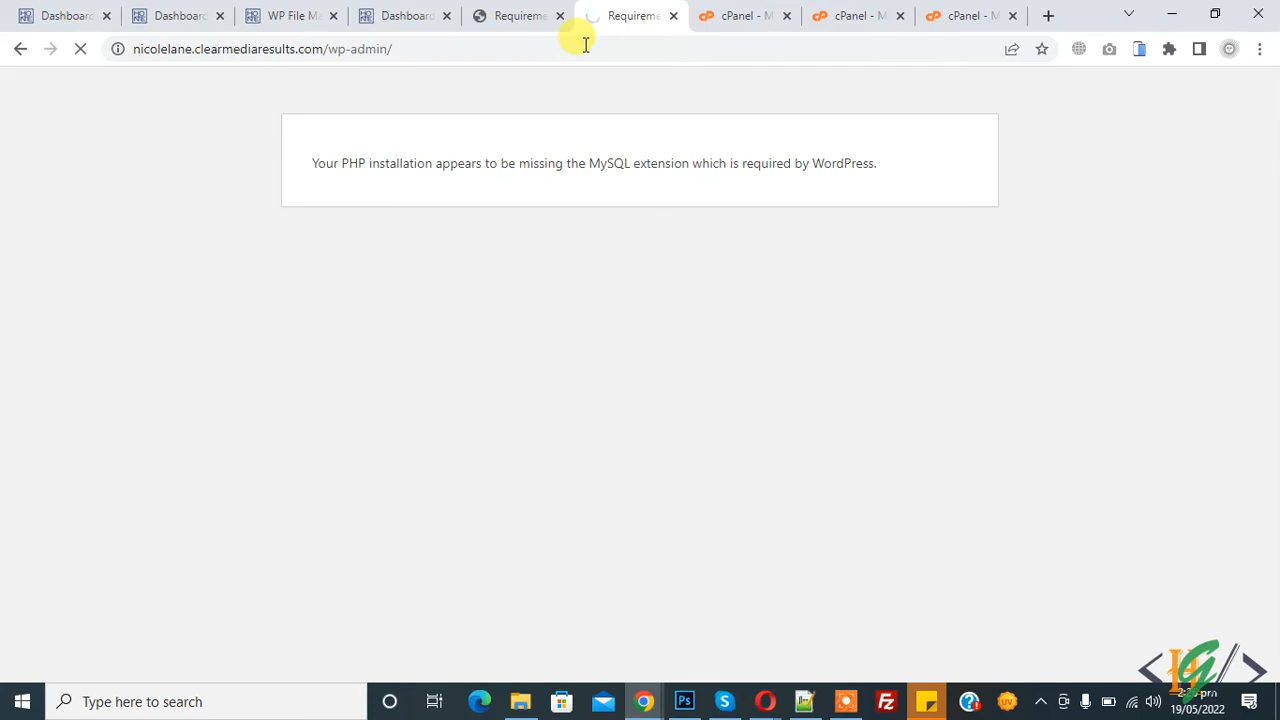 Dashboard
Dashboard
WP File M
Dashboard
Requireme
Requireme
cPanel - M
cPanel - M
cPanel - M
nicolelane.clearmediaresults.com/wp-admin/
Your PHP installation appears to be missing the MySQL extension which is required by WordPress.
Type here to search
19/05/2022